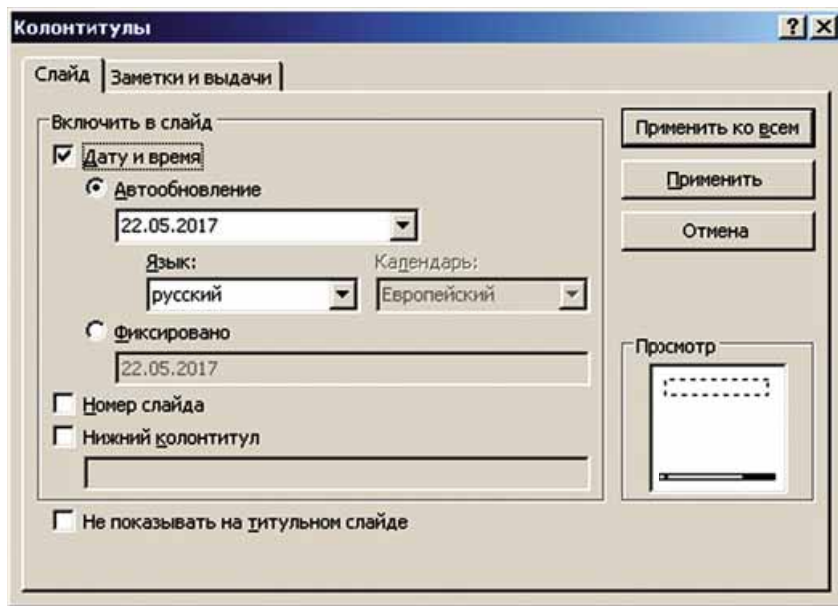 Колонтитулы
Слайд
Заметки и выдачи
Включить в слайд
Дату и время
Автообновление
22.05.2017
Язык:
Календарь:
русский
Европейский
Фиксировано
22.05.2017
Номер слайда
Нижний колонтитул
Не показывать на титульном слайде
Применить ко всем
Применить
Отмена
Просмотр